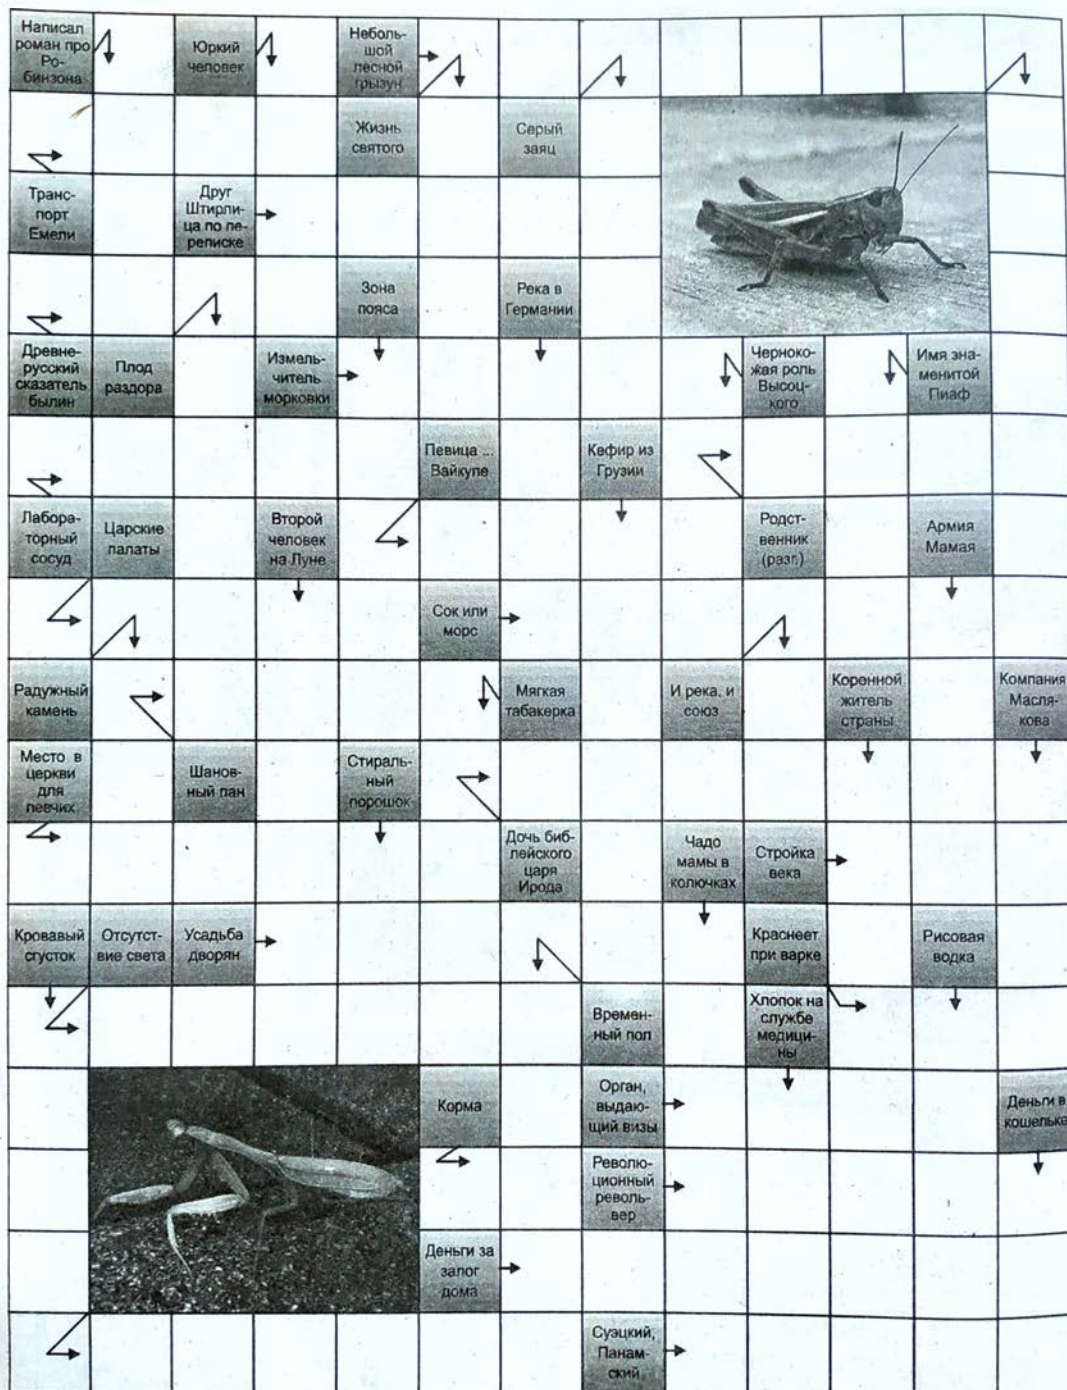 Написал
роман про
Ро-
бинзона
Юркий
человек
Неболь-
шой
лесной
грызун
Жизнь
святого
Серый
заяц
Транс-
порт
Емели
Друг
Штирли-
ца по пе-
реписке
Зона
пояса
Река в
Германии
Древне-
русский
сказатель
былин
Плод
раздора
Измель-
читель
морковки
Черноко-
жая роль
Высоц-
кого
Имя зна-
менитой
Пиаф
Певица ...
Вайкуле
Кефир из
Грузии
Лабора-
торный
сосуд
Царские
палаты
Второй
человек
на Луне
Родст-
венник
(разг.)
Армия
Мамая
Сок или
морс
Радужный
камень
Мягкая
табакерка
И река, и
союз
Коренной
житель
страны
Компания
Масля-
кова
Место в
церкви
для
певчих
Шанов-
ный пан
Стираль-
ный
порошок
Дочь биб-
лейского
царя
Ирода
Чадо
мамы в
колючках
Стройка
века
Кровавый
сгусток
Отсутст-
вие света
Усадьба
дворян
Краснеет
при варке
Рисовая
водка
Времен-
ный пол
Хлопок на
службе
медици-
ны
Корма
Орган,
выдаю-
щий визы
Деньги в
кошельке
Револю-
ционный
револь-
вер
Деньги за
залог
дома
Суэцкий,
Панам-
ский